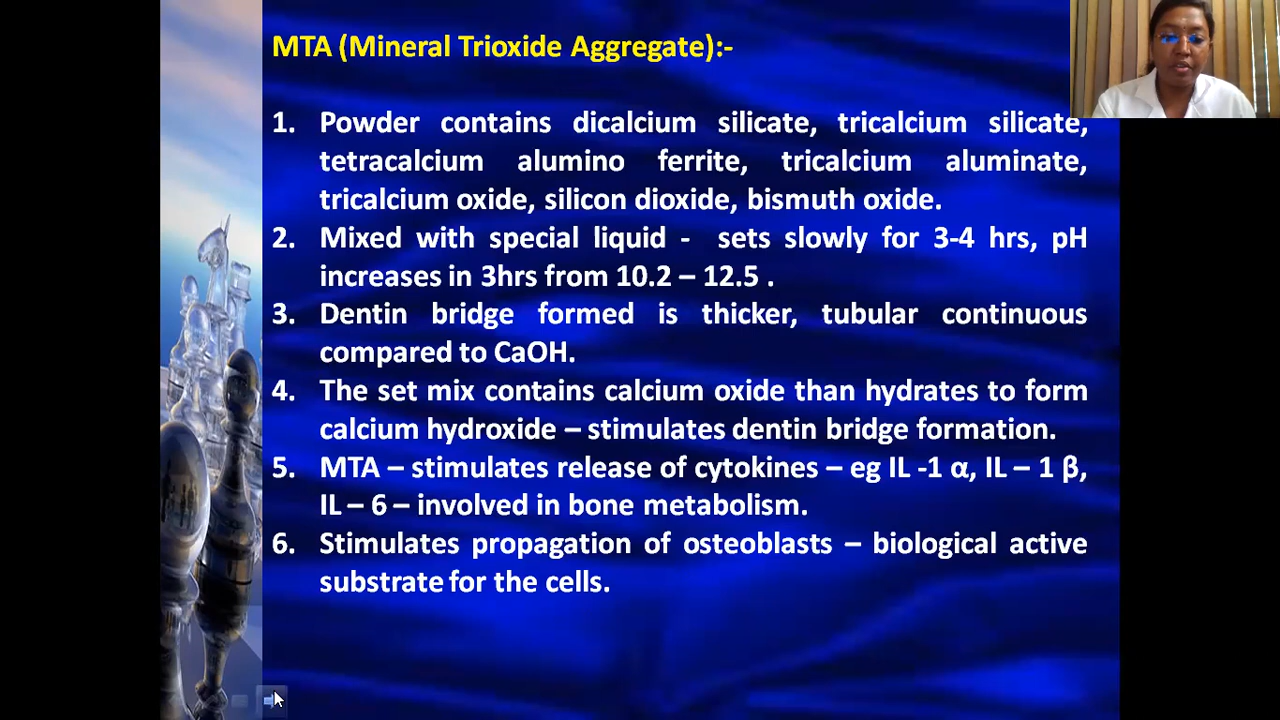 MTA (Mineral Trioxide Aggregate):-
1. Powder contains dicalcium silicate, tricalcium silicate,
tetracalcium alumino ferrite, tricalcium aluminate,
tricalcium oxide, silicon dioxide, bismuth oxide.
2. Mixed with special liquid - sets slowly for 3-4 hrs, pH
increases in 3hrs from 10.2 – 12.5 .
3. Dentin bridge formed is thicker, tubular continuous
compared to CaOH.
4. The set mix contains calcium oxide than hydrates to form
calcium hydroxide – stimulates dentin bridge formation.
5. MTA – stimulates release of cytokines – eg IL -1 α, IL – 1 β,
IL – 6 – involved in bone metabolism.
6. Stimulates propagation of osteoblasts – biological active
substrate for the cells.